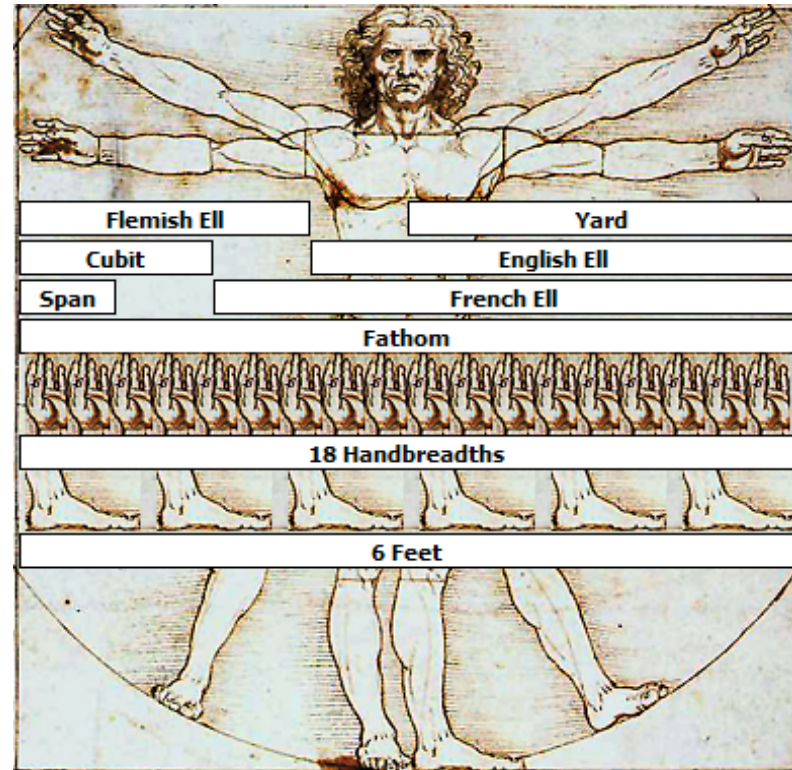 Flemish Ell
Yard
Cubit
English Ell
Span
French Ell
Fathom
18 Handbreadths
6 Feet